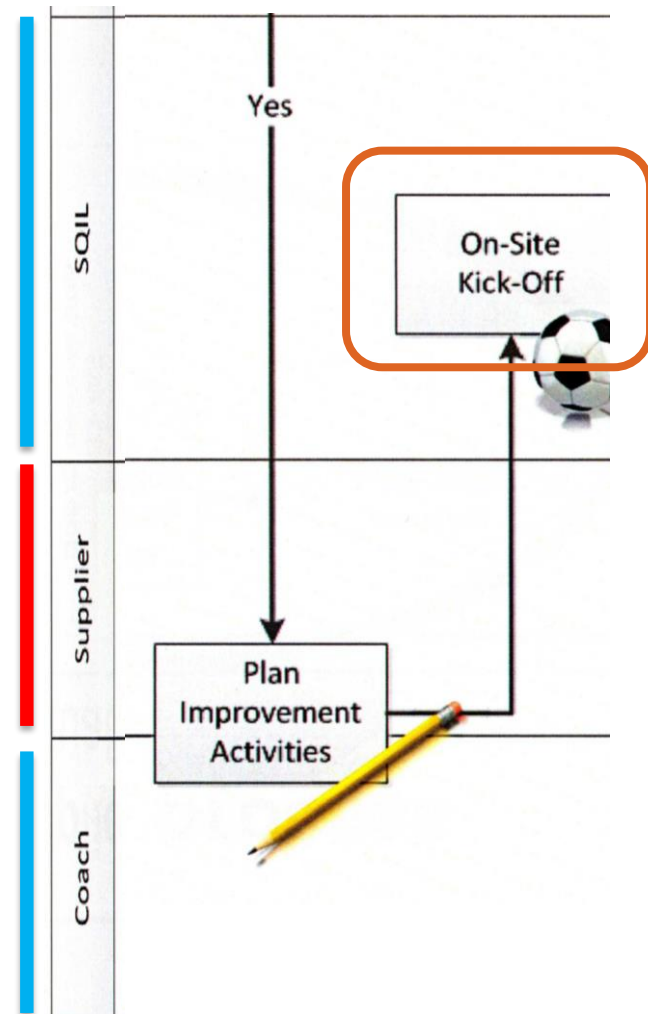 SQIL
Yes
On-Site
Kick-Off
Supplier
Plan
Improvement
Activities
Coach